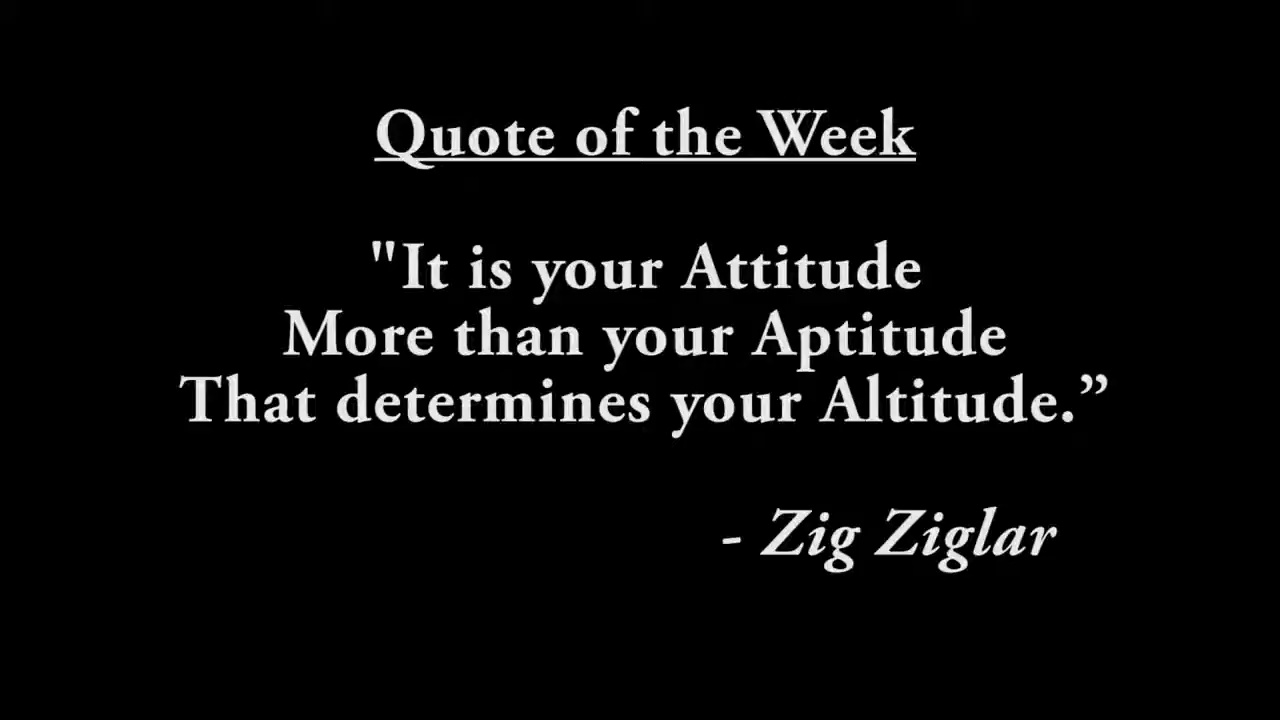 Quote of the Week
"It is your Attitude
More than your Aptitude
That determines your Altitude.”
- Zig Ziglar